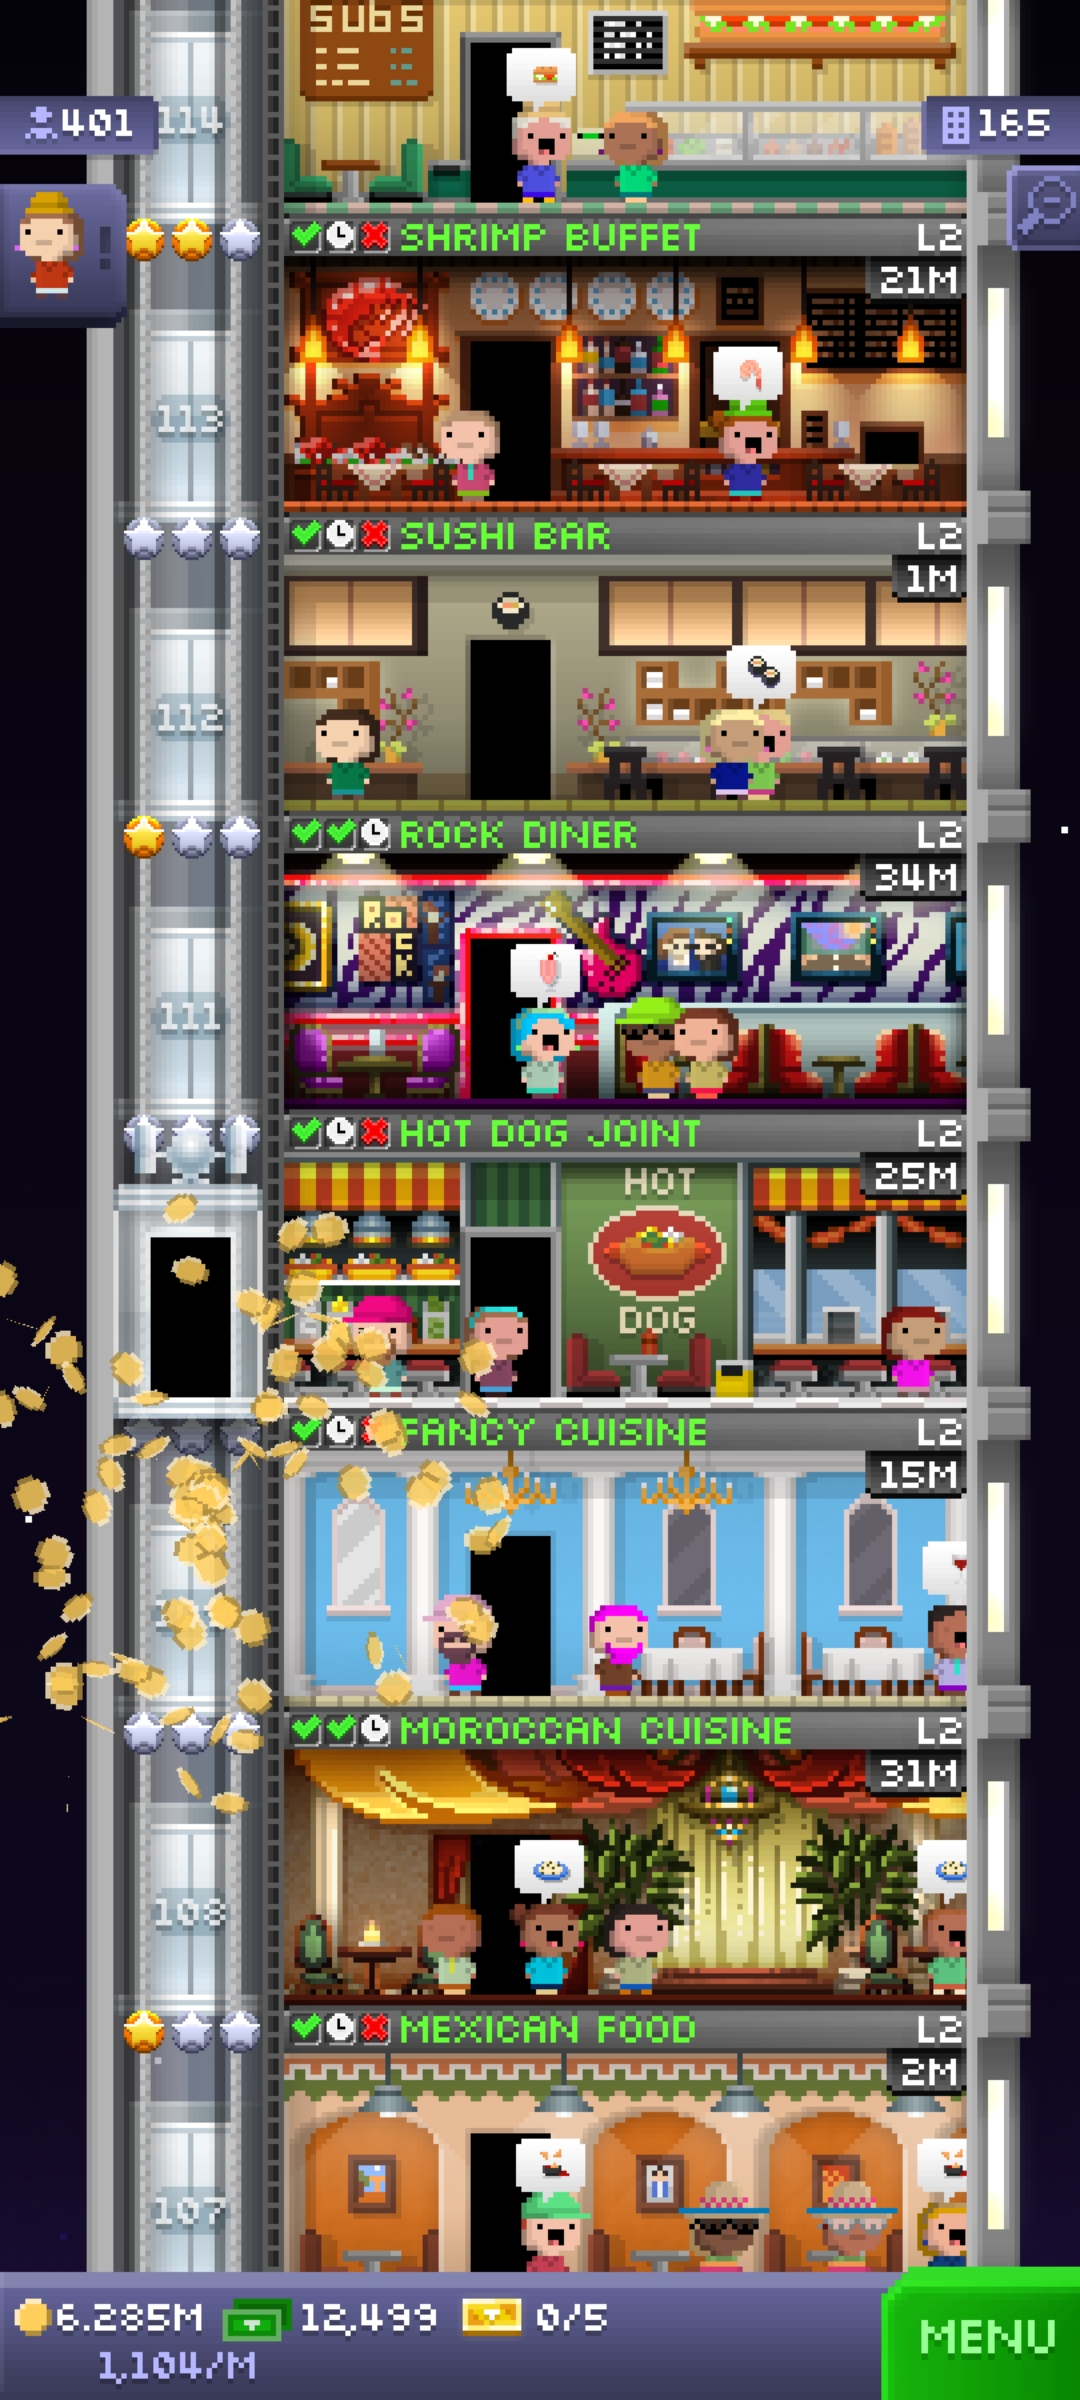 SUBS
401
114
165
SHRIMP BUFFET L2
21M
113
SUSHI BAR L2
1M
112
ROCK DINER L2
34M
ROCK
111
HOT DOG JOINT L2
25M
HOT
DOG
FANCY CUISINE L2
15M
MOROCCAN CUISINE L2
31M
108
MEXICAN FOOD L2
2M
107
6.285M 12,499 0/5
1,104/M
MENU